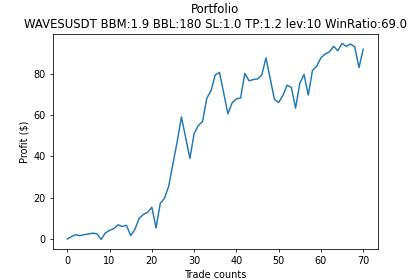 Portfolio
WAVESUSDT BBM:1.9 BBL:180 SL:1.0 TP:1.2 lev:10 WinRatio:69.0
Profit ($)
80
60
40
20
0
0 10 20 30 40 50 60 70
Trade counts